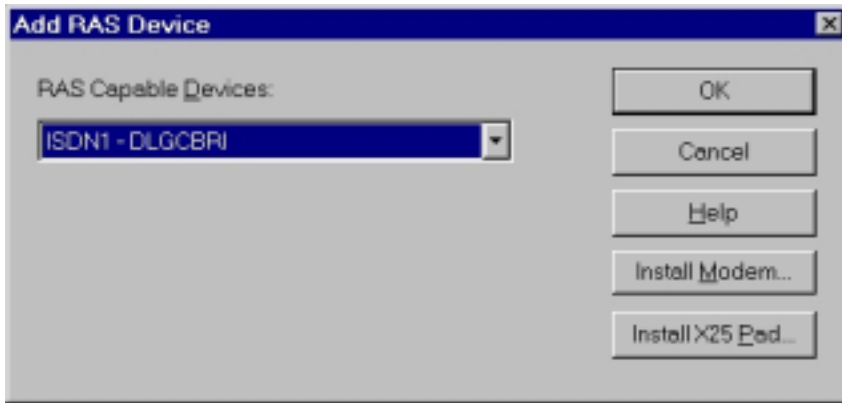 Add RAS Device
RAS Capable Devices:
ISDN1 - DLGCBRI
OK
Cancel
Help
Install Modem...
Install X25 Pad...